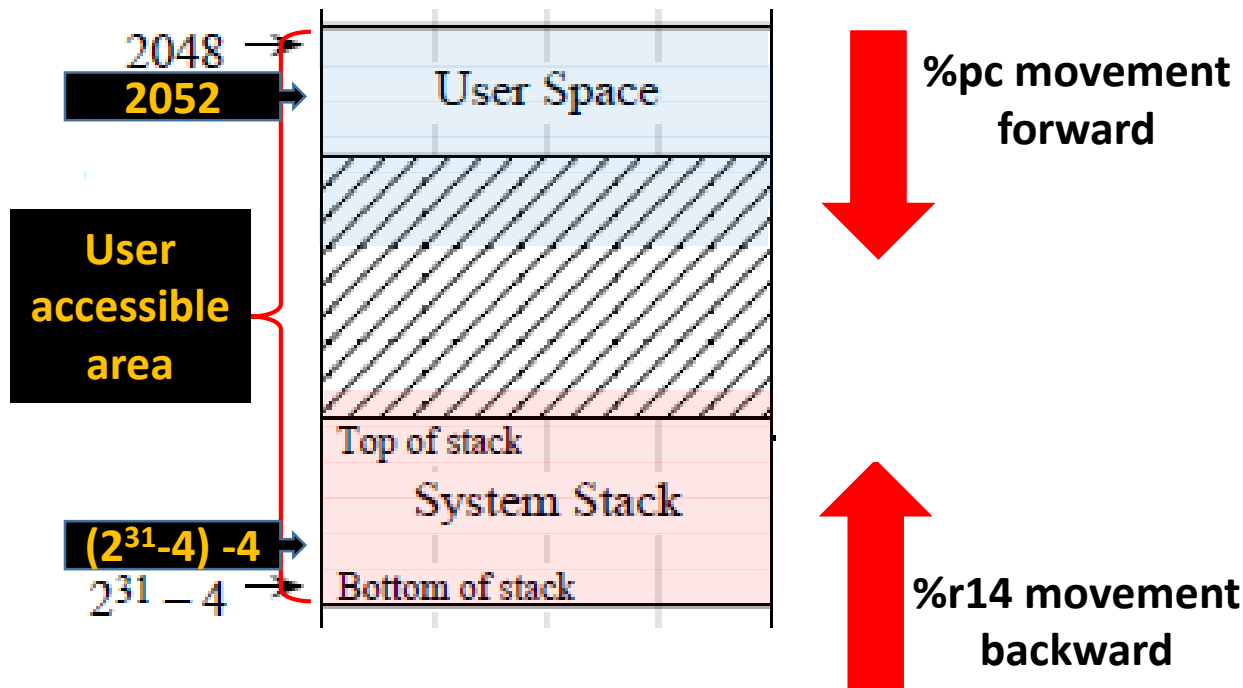 2048
2052
User Space
%pc movement
forward
User
accessible
area
Top of stack
System Stack
(2³¹-4) -4
2³¹ – 4
Bottom of stack
%r14 movement
backward